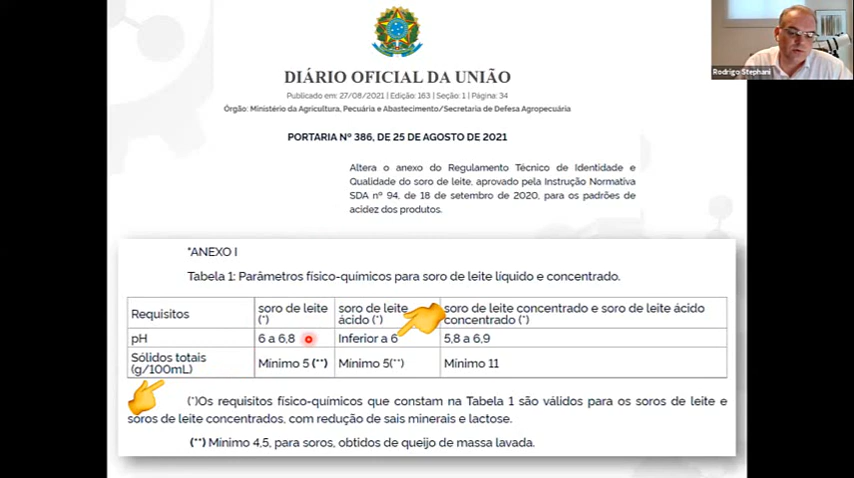 Rodrigo Stephani
DIÁRIO OFICIAL DA UNIÃO
Publicado em: 27/08/2021 | Edição: 163 | Seção: 1 | Página: 34
Órgão: Ministério da Agricultura, Pecuária e Abastecimento/Secretaria de Defesa Agropecuária
PORTARIA Nº 386, DE 25 DE AGOSTO DE 2021
Altera o anexo do Regulamento Técnico de Identidade e
Qualidade do soro de leite, aprovado pela Instrução Normativa
SDA nº 94, de 18 de setembro de 2020, para os padrões de
acidez dos produtos.
"ANEXO I
Tabela 1: Parâmetros físico-químicos para soro de leite líquido e concentrado.
Requisitos
soro de leite
(*)
soro de leite
ácido (*)
soro de leite concentrado e soro de leite ácido
concentrado (*)
pH
6 a 6,8
Inferior a 6
5,8 a 6,9
Sólidos totais
(g/100mL)
Mínimo 5 (**)
Mínimo 5(**)
Mínimo 11
(*)Os requisitos físico-químicos que constam na Tabela 1 são válidos para os soros de leite e
soros de leite concentrados, com redução de sais minerais e lactose.
(**) Mínimo 4,5, para soros, obtidos de queijo de massa lavada.